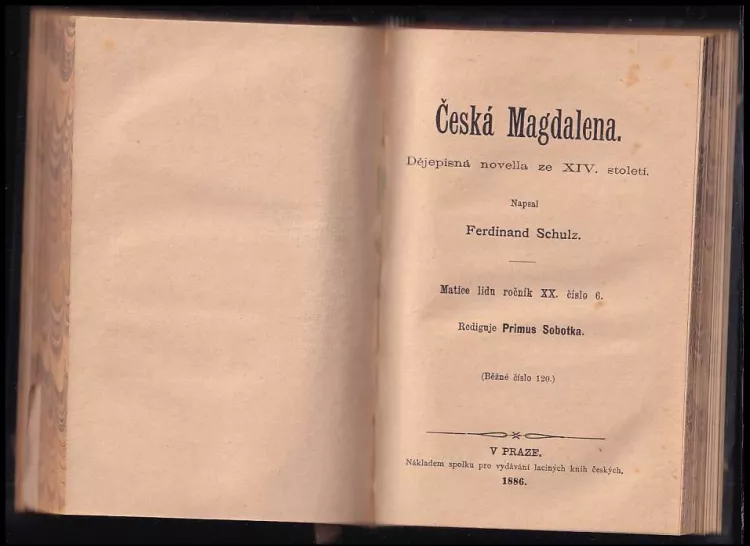 Česká Magdalena.
Dějepisná novella ze XIV. století.
Napsal
Ferdinand Schulz.
Matice lidu ročník XX. číslo 6.
Rediguje Primus Sobotka.
(Běžné číslo 120.)
V PRAZE.
Nákladem spolku pro vydávání laciných knih českých.
1886.